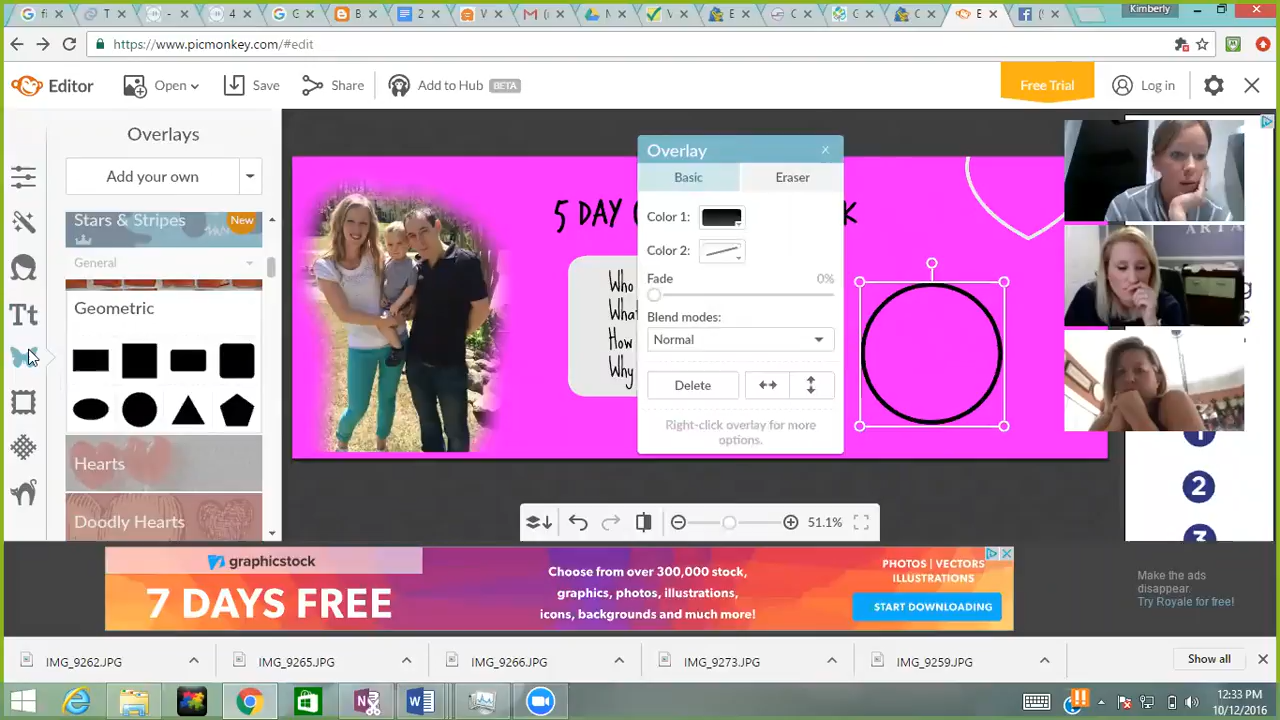 Kimberly
https://www.picmonkey.com/#edit
Editor
Open
Save
Share
Add to Hub
BETA
Free Trial
Log in
Overlays
Add your own
Stars & Stripes
New
General
Geometric
Hearts
Doodly Hearts
5 DAY
K
Who
What
How
Why
Overlay
X
Basic
Eraser
Color 1:
Color 2:
Fade
0%
Blend modes:
Normal
Delete
Right-click overlay for more
options.
ARTA
1
2
3
51.1%
graphicstock
7 DAYS FREE
Choose from over 300,000 stock,
graphics, photos, illustrations,
icons, backgrounds and much more!
PHOTOS | VECTORS
ILLUSTRATIONS
START DOWNLOADING
Make the ads
disappear.
Try Royale for free!
IMG_9262.JPG
IMG_9265.JPG
IMG_9266.JPG
IMG_9273.JPG
IMG_9259.JPG
Show all
12:33 PM
10/12/2016